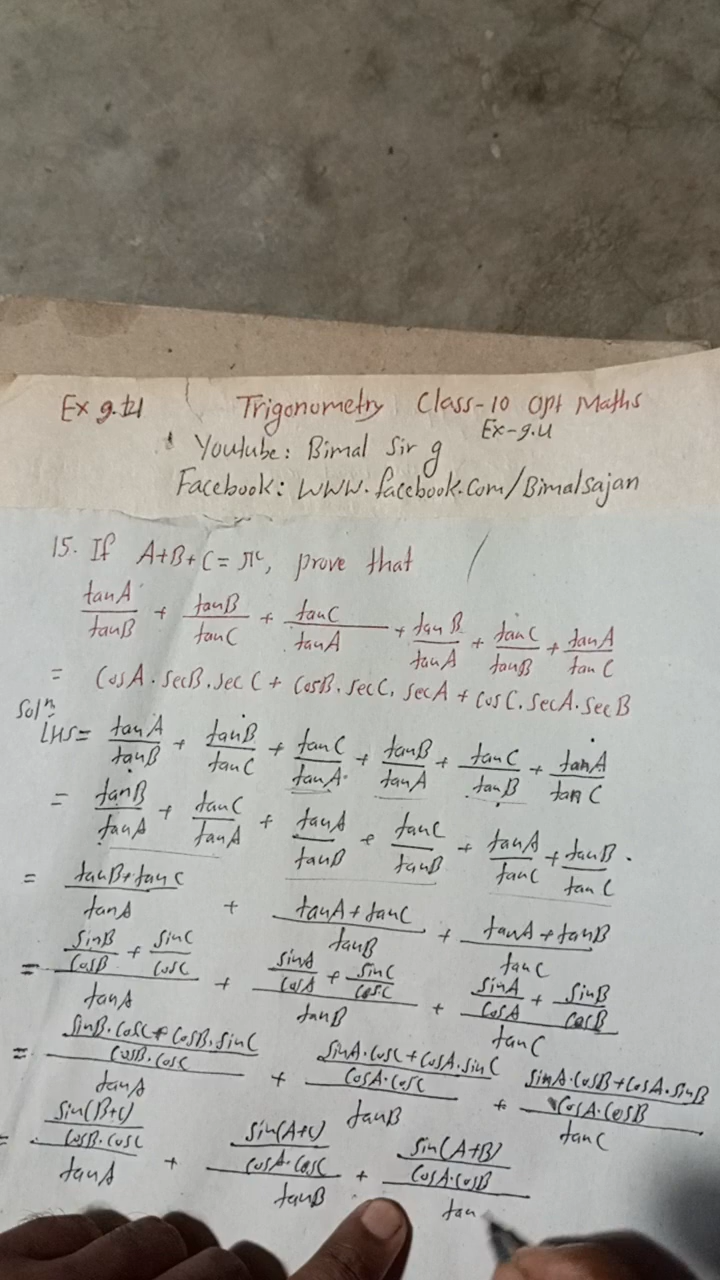 Ex 9.4 Trigonometry Class-10 Opt Maths
Ex-9.4
Youtube: Bimal Sir g
Facebook: WWW.facebook.com/Bimalsajan
15. If A+B+C = πᶜ, prove that
tanA/tanB + tanB/tanC + tanC/tanA + tanB/tanA + tanC/tanB + tanA/tanC
= CosA.secB.secC + CosB.secC.secA + cosC.secA.secB
Solⁿ:
LHS = tanA/tanB + tanB/tanC + tanC/tanA + tanB/tanA + tanC/tanB + tanA/tanC
= tanB/tanA + tanC/tanA + tanA/tanB + tanC/tanB + tanA/tanC + tanB/tanC .
= (tanB+tanC)/tanA + (tanA+tanC)/tanB + (tanA+tanB)/tanC
= (sinB/cosB + sinC/cosC)/tanA + (sinA/cosA + sinC/cosC)/tanB + (sinA/cosA + sinB/cosB)/tanC
= ((sinB.cosC+cosB.sinC)/(cosB.cosC))/tanA + ((sinA.cosC+cosA.sinC)/(cosA.cosC))/tanB + ((sinA.cosB+cosA.sinB)/(cosA.cosB))/tanC
= (sin(B+C)/(cosB.cosC))/tanA + (sin(A+C)/(cosA.cosC))/tanB + (sin(A+B)/(cosA.cosB))/tan